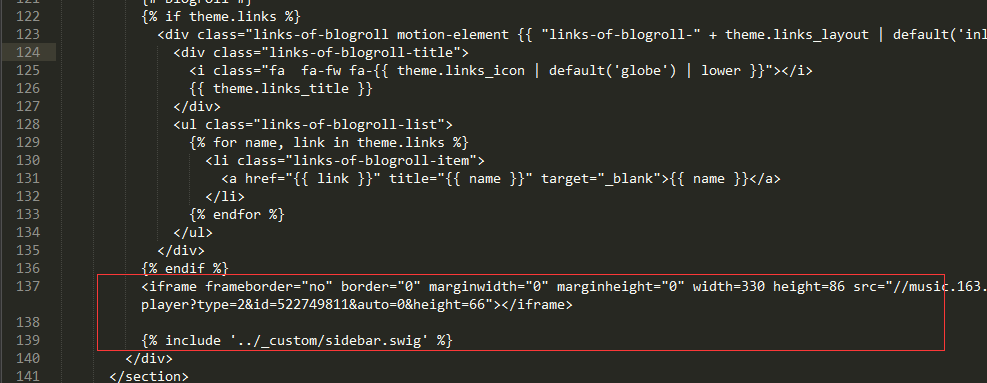 121 {% blogroll %}
122 {% if theme.links %}
123 <div class="links-of-blogroll motion-element {{ "links-of-blogroll-" + theme.links_layout | default('inl
124 <div class="links-of-blogroll-title">
125 <i class="fa  fa-fw fa-{{ theme.links_icon | default('globe') | lower }}"></i>
126 {{ theme.links_title }}
127 </div>
128 <ul class="links-of-blogroll-list">
129 {% for name, link in theme.links %}
130 <li class="links-of-blogroll-item">
131 <a href="{{ link }}" title="{{ name }}" target="_blank">{{ name }}</a>
132 </li>
133 {% endfor %}
134 </ul>
135 </div>
136 {% endif %}
137 <iframe frameborder="no" border="0" marginwidth="0" marginheight="0" width=330 height=86 src="//music.163.
player?type=2&id=522749811&auto=0&height=66"></iframe>
138
139 {% include '../_custom/sidebar.swig' %}
140 </div>
141 </section>